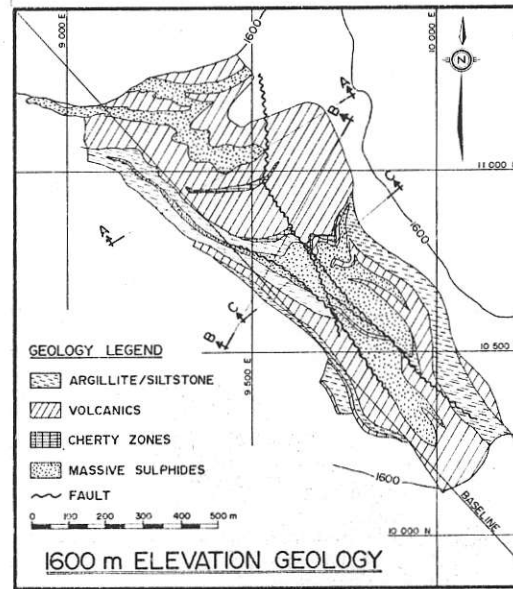 9 000 E
1600
10 000 E
N
A
B
11 000
C
1600
A
C
B
10 500
9 500 E
GEOLOGY LEGEND
ARGILLITE/SILTSTONE
VOLCANICS
CHERTY ZONES
MASSIVE SULPHIDES
FAULT
0 100 200 300 400 500 m
1600
BASELINE
10 000 N
1600 m ELEVATION GEOLOGY